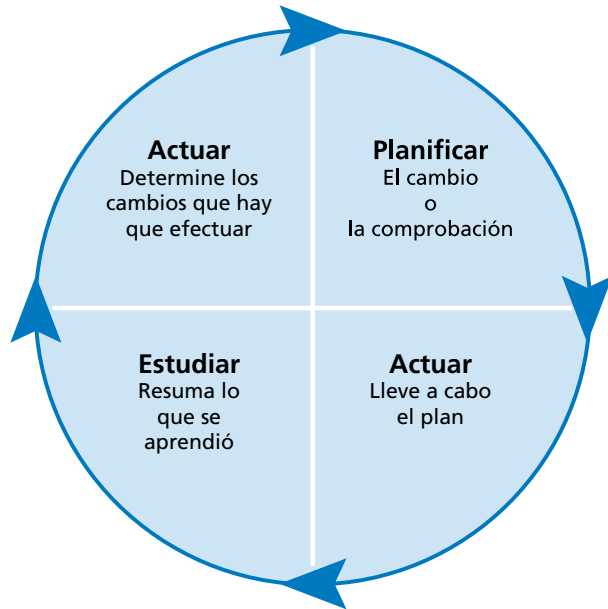 Actuar
Determine los
cambios que hay
que efectuar
Planificar
El cambio
o
la comprobación
Estudiar
Resuma lo
que se
aprendió
Actuar
Lleve a cabo
el plan